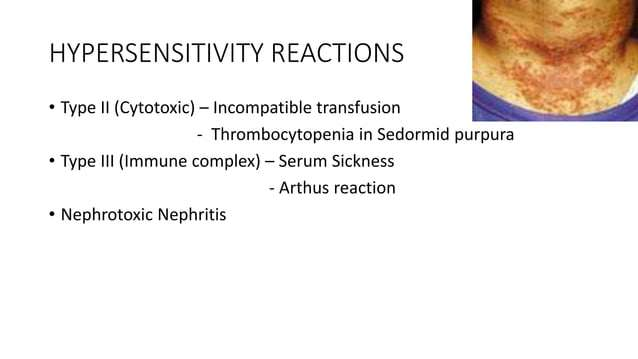 HYPERSENSITIVITY REACTIONS
• Type II (Cytotoxic) – Incompatible transfusion
- Thrombocytopenia in Sedormid purpura
• Type III (Immune complex) – Serum Sickness
- Arthus reaction
• Nephrotoxic Nephritis